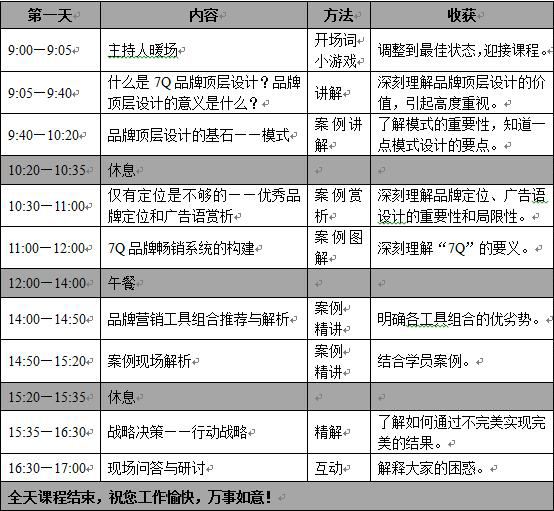 第一天 内容 方法 收获
9:00—9:05 主持人暖场 开场词 调整到最佳状态，迎接课程。
小游戏
9:05—9:40 什么是 7Q 品牌顶层设计？品牌 讲解 深刻理解品牌顶层设计的价
顶层设计的意义是什么？ 值，引起高度重视。
9:40—10:20 品牌顶层设计的基石——模式 案例讲 了解模式的重要性，知道一
解 点模式设计的要点。
10:20—10:35 休息
10:30—11:00 仅有定位是不够的——优秀品 案例赏 深刻理解品牌定位、广告语
牌定位和广告语赏析 析 设计的重要性和局限性。
11:00—12:00 7Q 品牌畅销系统的构建 案例图 深刻理解“7Q”的要义。
解
12:00—14:00 午餐
14:00—14:50 品牌营销工具组合推荐与解析 案例 明确各工具组合的优劣势。
精讲
14:50—15:20 案例现场解析 案例 结合学员案例。
精讲
15:20—15:35 休息
15:35—16:30 战略决策——行动战略 精解 了解如何通过不完美实现完
美的结果。
16:30—17:00 现场问答与研讨 互动 解释大家的困惑。
全天课程结束，祝您工作愉快，万事如意！